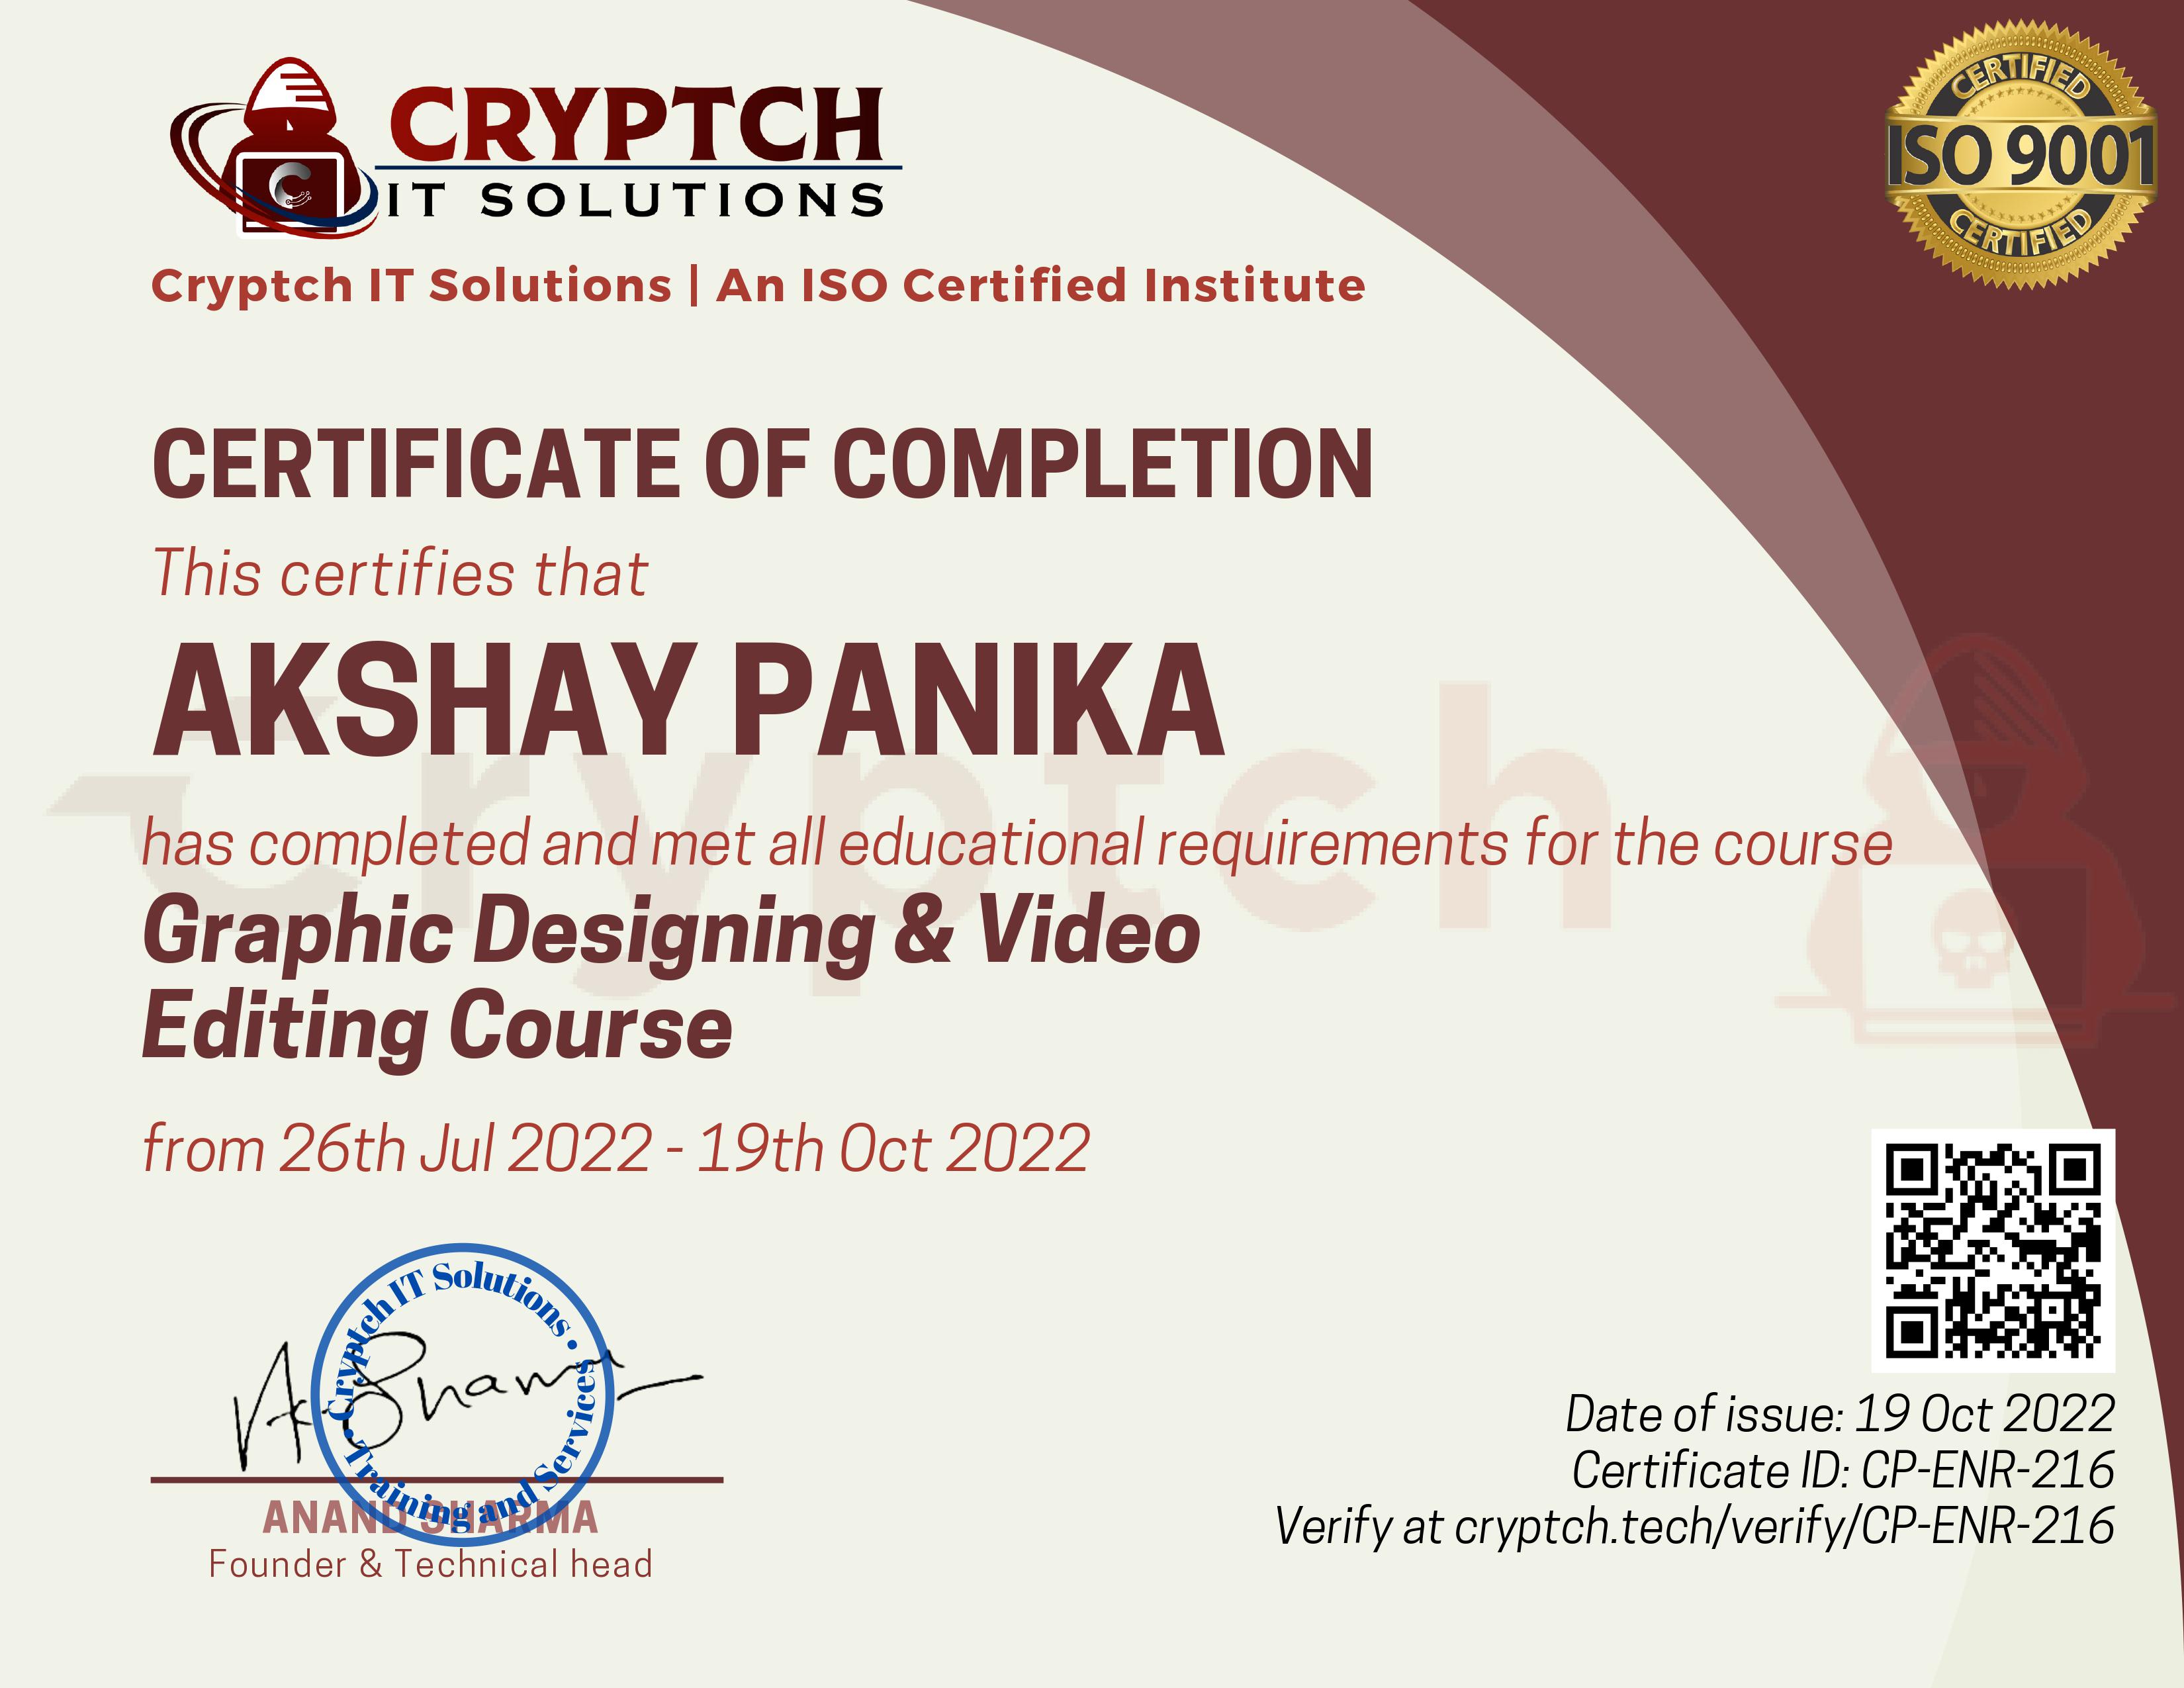 CRYPTCH
IT SOLUTIONS
CERTIFIED
ISO 9001
CERTIFIED
Cryptch IT Solutions | An ISO Certified Institute
CERTIFICATE OF COMPLETION
This certifies that
AKSHAY PANIKA
Cryptch
has completed and met all educational requirements for the course
Graphic Designing & Video
Editing Course
from 26th Jul 2022 - 19th Oct 2022
Cryptch IT Solutions •
Training and Services •
A Sharma
ANAND SHARMA
Founder & Technical head
Date of issue: 19 Oct 2022
Certificate ID: CP-ENR-216
Verify at cryptch.tech/verify/CP-ENR-216